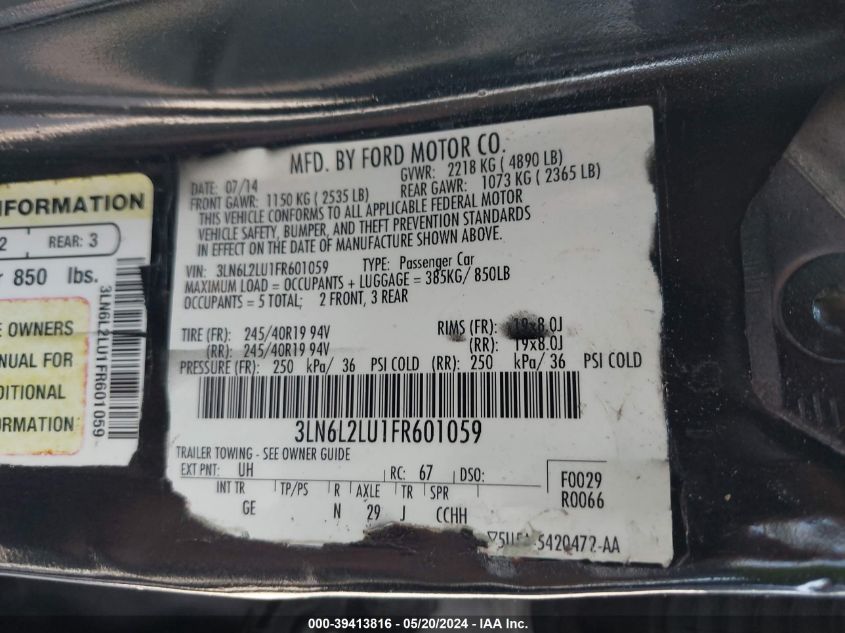 MFD. BY FORD MOTOR CO.
DATE: 07/14 GVWR: 2218 KG ( 4890 LB)
FRONT GAWR: 1150 KG ( 2535 LB) REAR GAWR: 1073 KG ( 2365 LB)
THIS VEHICLE CONFORMS TO ALL APPLICABLE FEDERAL MOTOR
VEHICLE SAFETY, BUMPER, AND THEFT PREVENTION STANDARDS
IN EFFECT ON THE DATE OF MANUFACTURE SHOWN ABOVE.
VIN: 3LN6L2LU1FR601059 TYPE: Passenger Car
MAXIMUM LOAD = OCCUPANTS + LUGGAGE = 385KG/ 850LB
OCCUPANTS = 5 TOTAL; 2 FRONT, 3 REAR
TIRE (FR): 245/40R19 94V RIMS (FR): 19x8.0J
(RR): 245/40R19 94V (RR): 19x8.0J
PRESSURE (FR): 250 kPa/ 36 PSI COLD (RR): 250 kPa/ 36 PSI COLD
3LN6L2LU1FR601059
TRAILER TOWING - SEE OWNER GUIDE
EXT PNT: UH RC: 67 DSO: F0029
R0066
INT TR TP/PS R AXLE TR SPR
GE N 29 J CCHH
5420472-AA
INFORMATION
2 REAR: 3
850 lbs.
E OWNERS
MANUAL FOR
DITIONAL
FORMATION
3LN6L2LU1FR601059
000-39413816 - 05/20/2024 - IAA Inc.